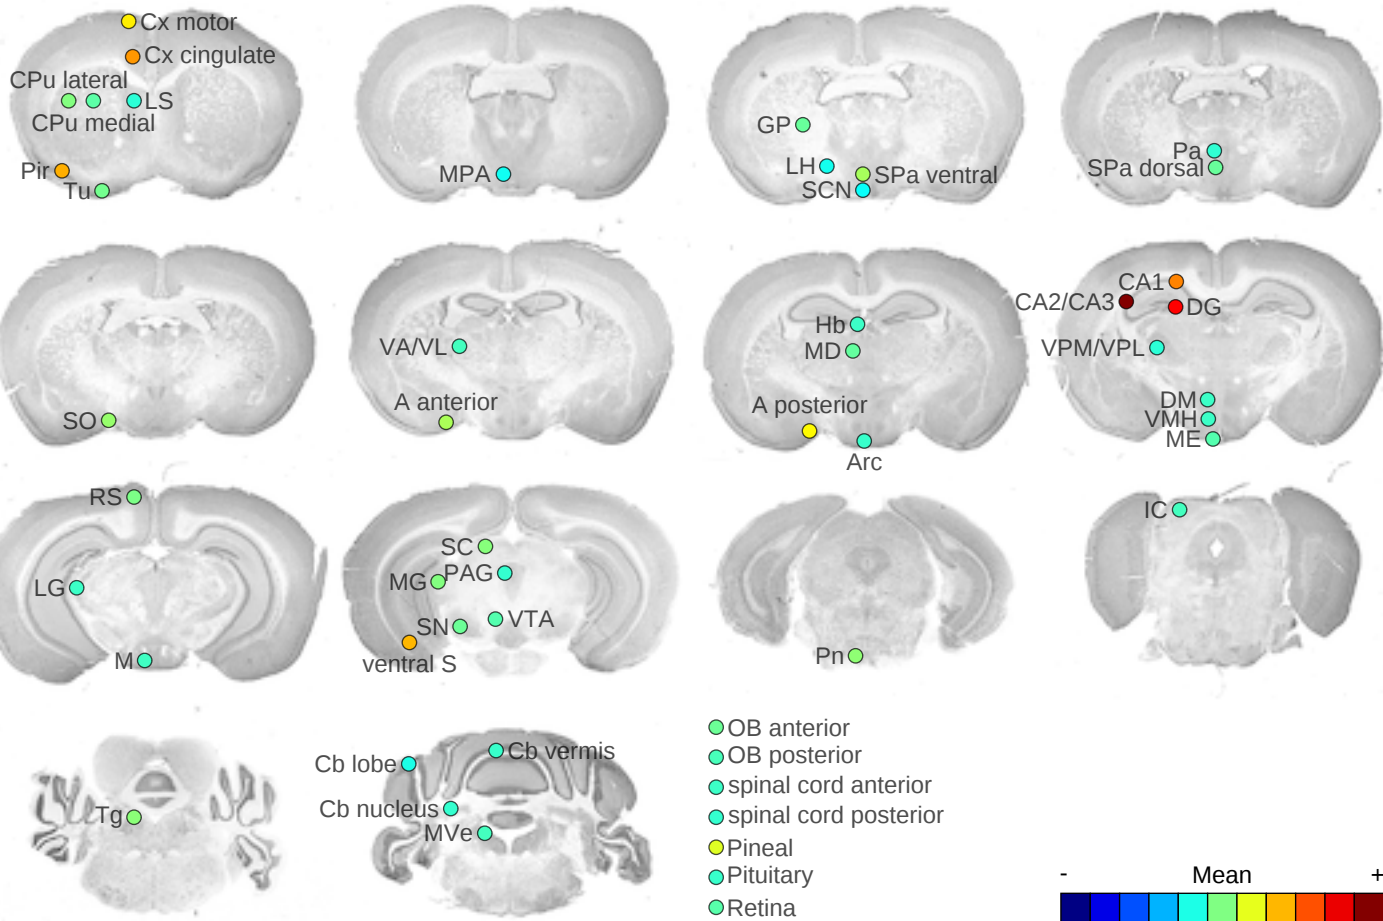 Cx motor
Cx cingulate
CPu lateral
LS
CPu medial
Pir
Tu
MPA
GP
LH
SPa ventral
SCN
Pa
SPa dorsal
SO
VA/VL
A anterior
Hb
MD
A posterior
Arc
CA1
CA2/CA3
DG
VPM/VPL
DM
VMH
ME
RS
LG
M
SC
MG
PAG
SN
VTA
ventral S
Pn
IC
Tg
Cb lobe
Cb vermis
Cb nucleus
MVe
OB anterior
OB posterior
spinal cord anterior
spinal cord posterior
Pineal
Pituitary
Retina
- Mean +